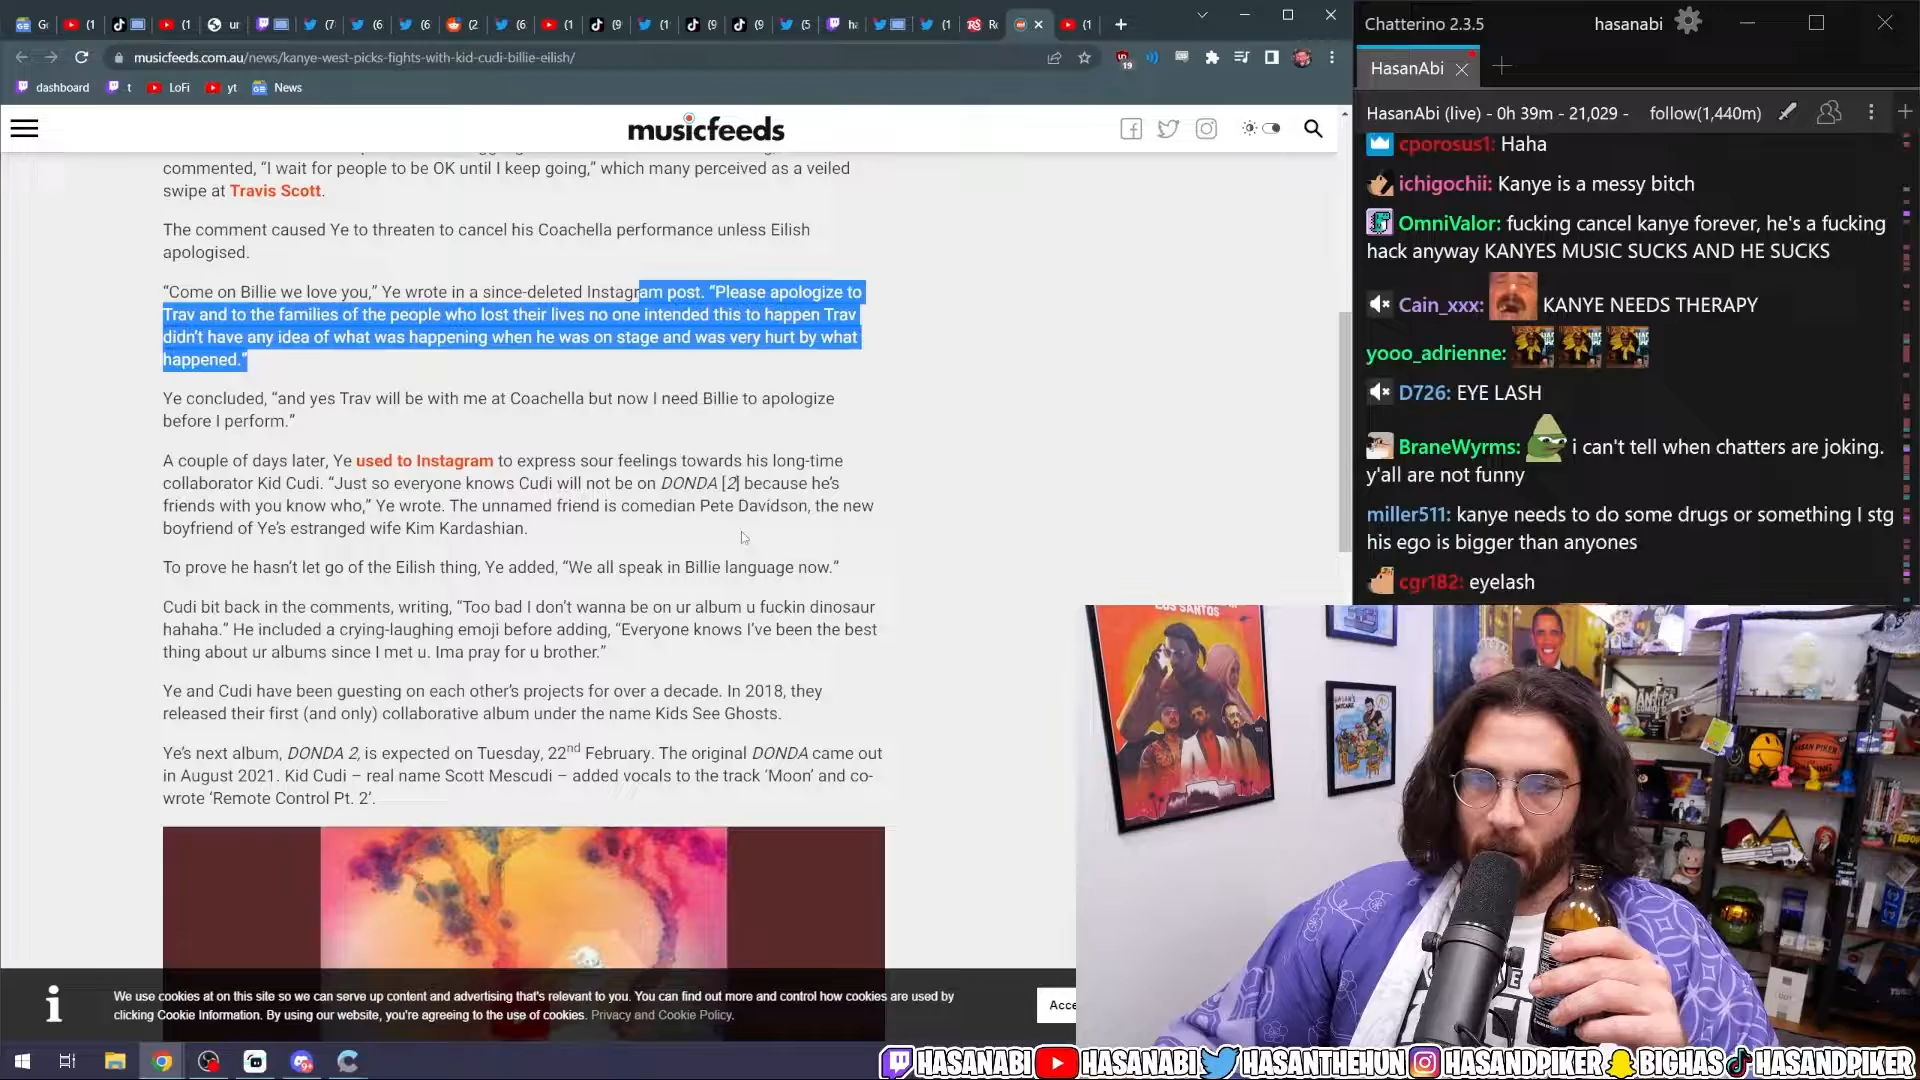 musicfeeds.com.au/news/kanye-west-picks-fights-with-kid-cudi-billie-eilish/
dashboard
t
LoFi
yt
News
musicfeeds
commented, “I wait for people to be OK until I keep going,” which many perceived as a veiled
swipe at Travis Scott.
The comment caused Ye to threaten to cancel his Coachella performance unless Eilish
apologised.
“Come on Billie we love you,” Ye wrote in a since-deleted Instagram post. “Please apologize to
Trav and to the families of the people who lost their lives no one intended this to happen Trav
didn’t have any idea of what was happening when he was on stage and was very hurt by what
happened.”
Ye concluded, “and yes Trav will be with me at Coachella but now I need Billie to apologize
before I perform.”
A couple of days later, Ye used to Instagram to express sour feelings towards his long-time
collaborator Kid Cudi. “Just so everyone knows Cudi will not be on DONDA [2] because he’s
friends with you know who,” Ye wrote. The unnamed friend is comedian Pete Davidson, the new
boyfriend of Ye’s estranged wife Kim Kardashian.
To prove he hasn’t let go of the Eilish thing, Ye added, “We all speak in Billie language now.”
Cudi bit back in the comments, writing, “Too bad I don’t wanna be on ur album u fuckin dinosaur
hahaha.” He included a crying-laughing emoji before adding, “Everyone knows I’ve been the best
thing about ur albums since I met u. Ima pray for u brother.”
Ye and Cudi have been guesting on each other’s projects for over a decade. In 2018, they
released their first (and only) collaborative album under the name Kids See Ghosts.
Ye’s next album, DONDA 2, is expected on Tuesday, 22nd February. The original DONDA came out
in August 2021. Kid Cudi – real name Scott Mescudi – added vocals to the track ‘Moon’ and co-
wrote ‘Remote Control Pt. 2’.
We use cookies at on this site so we can serve up content and advertising that's relevant to you. You can find out more and control how cookies are used by
clicking Cookie Information. By using our website, you're agreeing to the use of cookies. Privacy and Cookie Policy.
Acce
Chatterino 2.3.5
hasanabi
HasanAbi
HasanAbi (live) - 0h 39m - 21,029 -
follow(1,440m)
cporosus1: Haha
ichigochii: Kanye is a messy bitch
OmniValor: fucking cancel kanye forever, he's a fucking
hack anyway KANYES MUSIC SUCKS AND HE SUCKS
Cain_xxx: KANYE NEEDS THERAPY
yooo_adrienne:
D726: EYE LASH
BraneWyrms: i can't tell when chatters are joking.
y'all are not funny
miller511: kanye needs to do some drugs or something I stg
his ego is bigger than anyones
cgr182: eyelash
LOS SANTOS
HASAN PIKER
HASANABI HASANABI HASANTHEHUN HASANDPIKER BIGHAS HASANDPIKER